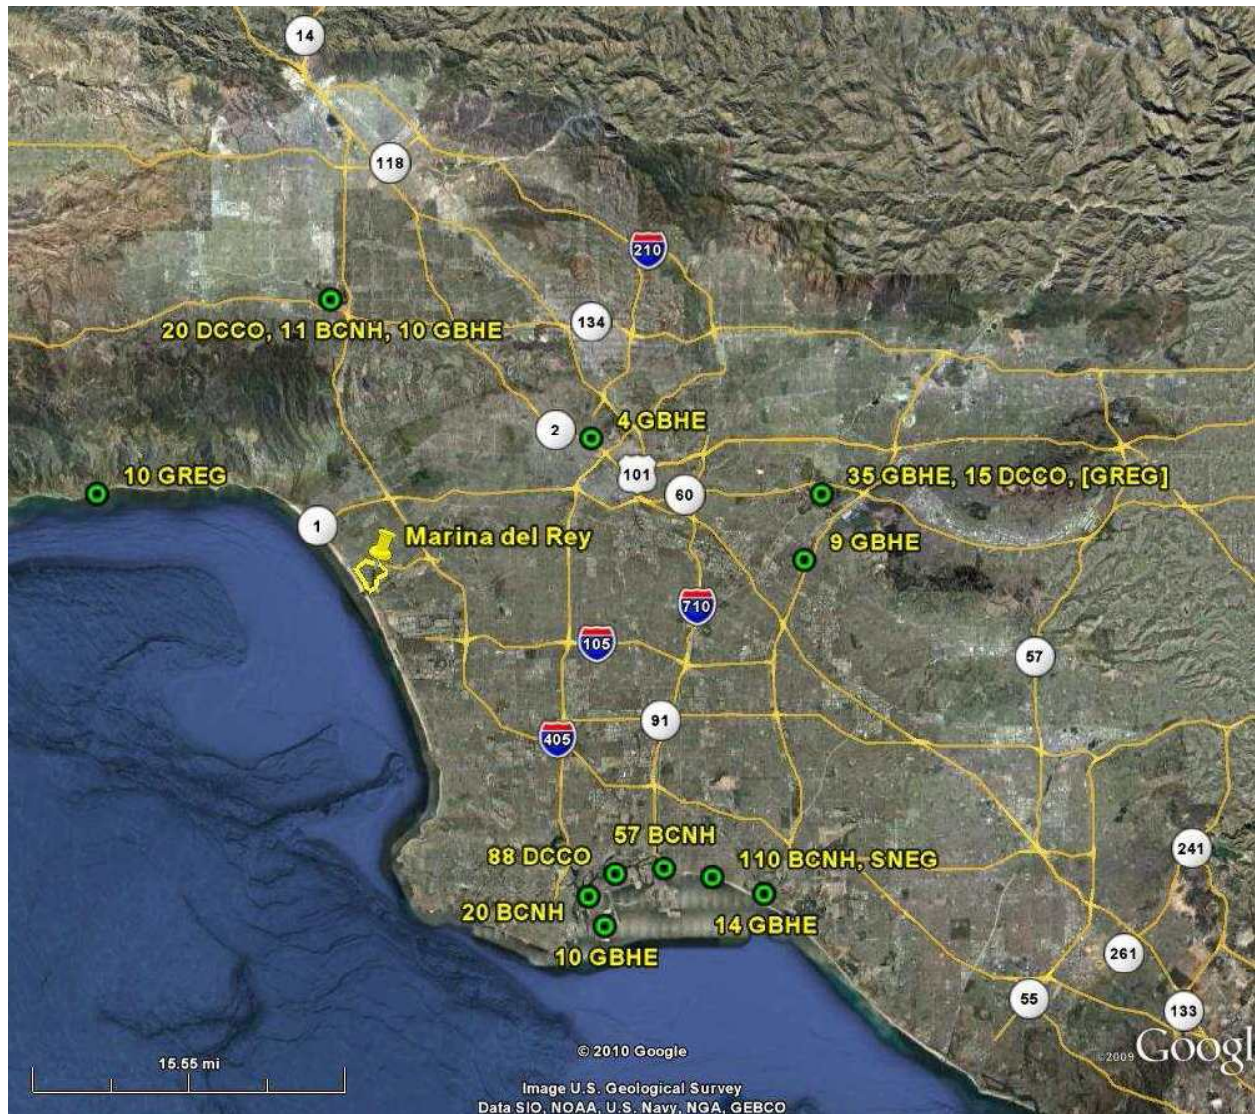 14
118
210
20 DCCO, 11 BCNH, 10 GBHE
134
4 GBHE
2
101
10 GREG
60
35 GBHE, 15 DCCO, [GREG]
1
Marina del Rey
9 GBHE
710
105
57
91
405
57 BCNH
88 DCCO
110 BCNH, SNEG
241
20 BCNH
14 GBHE
10 GBHE
261
55
133
15.55 mi
© 2010 Google
©2009 Googl
Image U.S. Geological Survey
Data SIO, NOAA, U.S. Navy, NGA, GEBCO